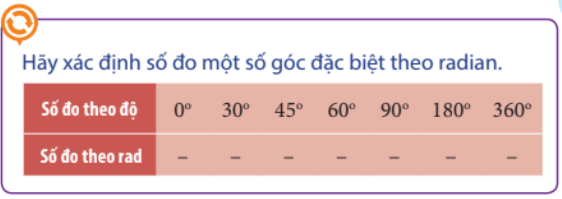 Hãy xác định số đo một số góc đặc biệt theo radian.
Số đo theo độ 0° 30° 45° 60° 90° 180° 360°
Số đo theo rad – – – – – – –